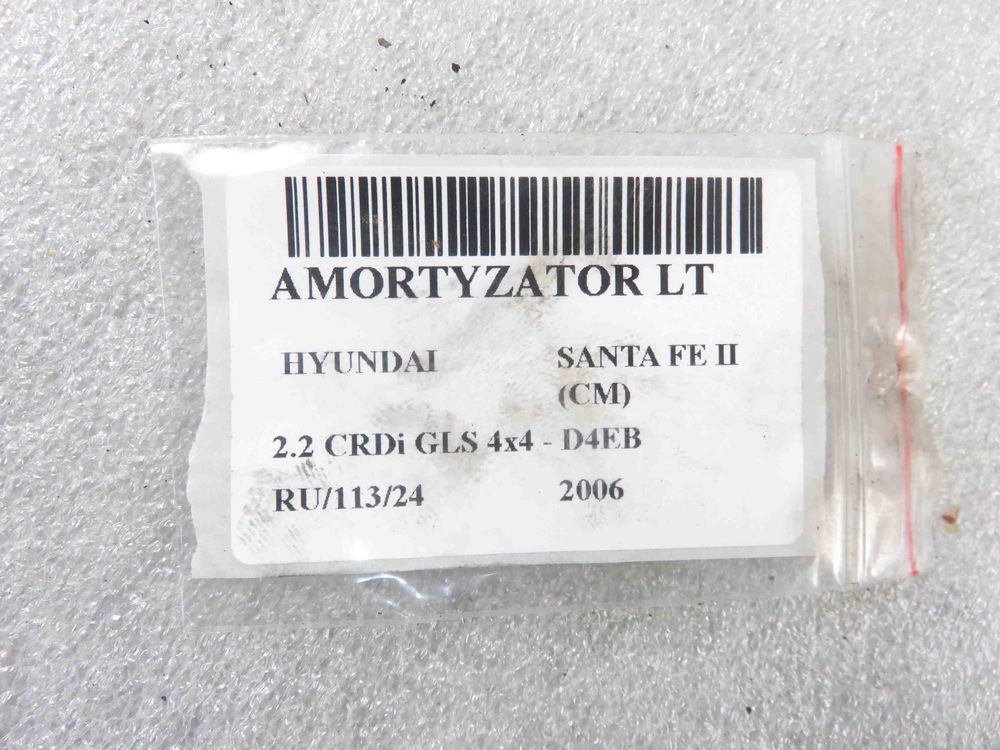 AMORTYZATOR LT
HYUNDAI SANTA FE II
(CM)
2.2 CRDi GLS 4x4 - D4EB
RU/113/24 2006